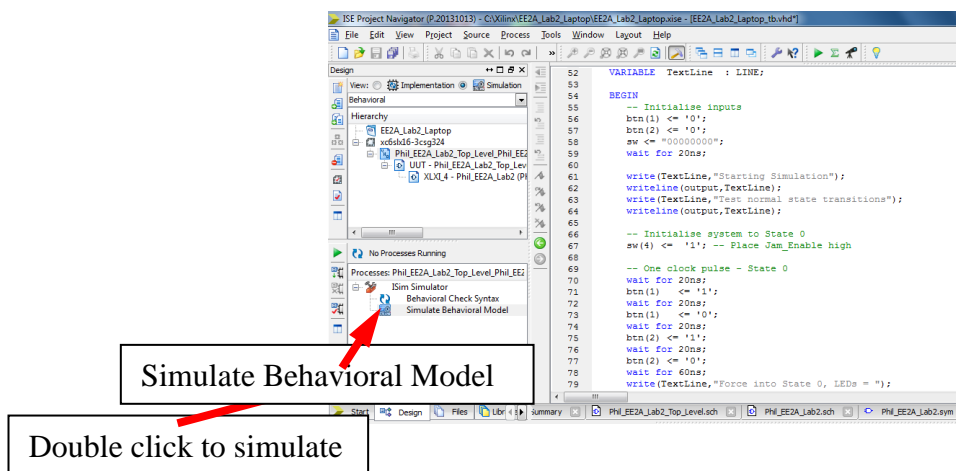 ISE Project Navigator (P.20131013) - C:\Xilinx\EE2A_Lab2_Laptop\EE2A_Lab2_Laptop.xise - [EE2A_Lab2_Laptop_tb.vhd*]
File Edit View Project Source Process Tools Window Layout Help
Design
View: Implementation Simulation
Behavioral
Hierarchy
EE2A_Lab2_Laptop
xc6slx16-3csg324
Phil_EE2A_Lab2_Top_Level_Phil_EE2
UUT - Phil_EE2A_Lab2_Top_Lev
XLXI_4 - Phil_EE2A_Lab2 (Pl
No Processes Running
Processes: Phil_EE2A_Lab2_Top_Level_Phil_EE2
ISim Simulator
Behavioral Check Syntax
Simulate Behavioral Model
52 VARIABLE TextLine : LINE;
53
54 BEGIN
55 -- Initialise inputs
56 btn(1) <= '0';
57 btn(2) <= '0';
58 sw <= "00000000";
59 wait for 20ns;
60
61 write(TextLine,"Starting Simulation");
62 writeline(output,TextLine);
63 write(TextLine,"Test normal state transitions");
64 writeline(output,TextLine);
65
66 -- Initialise system to State 0
67 sw(4) <= '1'; -- Place Jam_Enable high
68
69 -- One clock pulse - State 0
70 wait for 20ns;
71 btn(1) <= '1';
72 wait for 20ns;
73 btn(1) <= '0';
74 wait for 20ns;
75 btn(2) <= '1';
76 wait for 20ns;
77 btn(2) <= '0';
78 wait for 60ns;
79 write(TextLine,"Force into State 0, LEDs = ");
Start Design Files Libr ummary Phil_EE2A_Lab2_Top_Level.sch Phil_EE2A_Lab2.sch Phil_EE2A_Lab2.sym
Simulate Behavioral Model
Double click to simulate